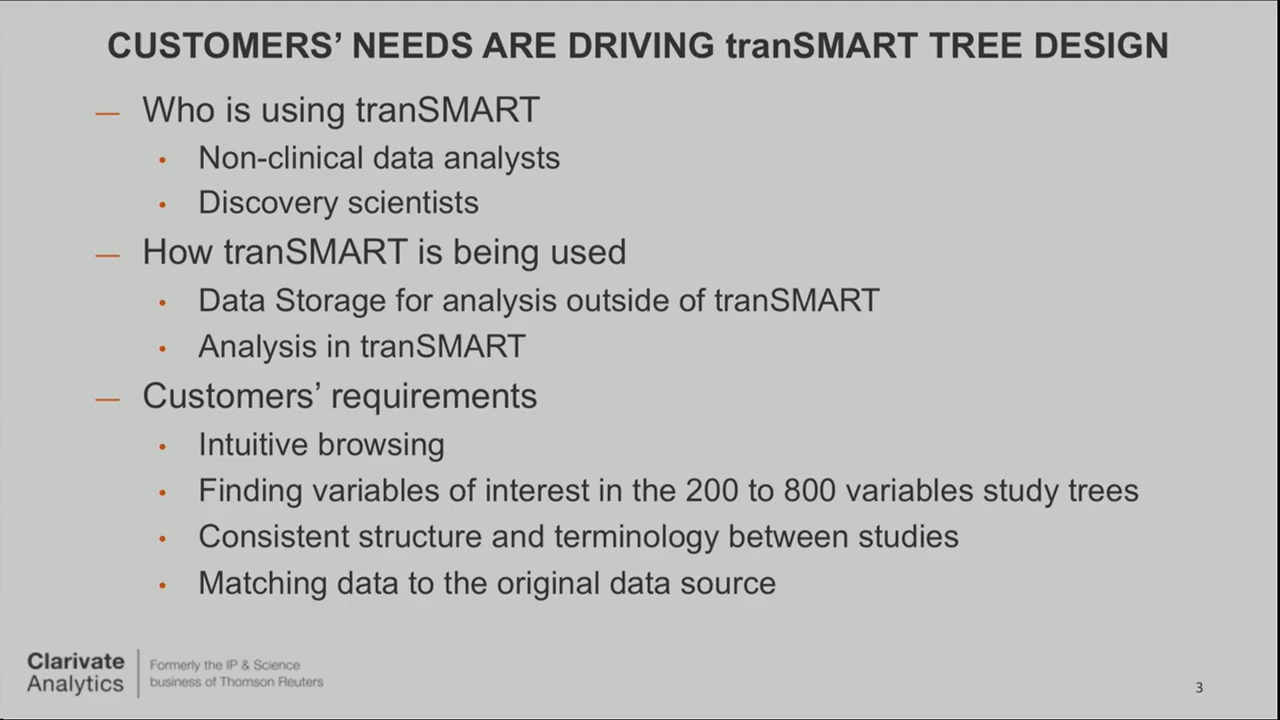 CUSTOMERS’ NEEDS ARE DRIVING tranSMART TREE DESIGN
— Who is using tranSMART
• Non-clinical data analysts
• Discovery scientists
— How tranSMART is being used
• Data Storage for analysis outside of tranSMART
• Analysis in tranSMART
— Customers’ requirements
• Intuitive browsing
• Finding variables of interest in the 200 to 800 variables study trees
• Consistent structure and terminology between studies
• Matching data to the original data source
Clarivate
Analytics
Formerly the IP & Science
business of Thomson Reuters
3